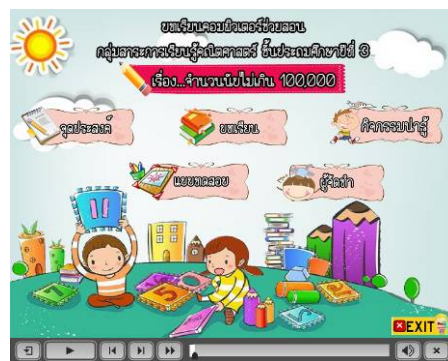 บทเรียนคอมพิวเตอร์ช่วยสอน
กลุ่มสาระการเรียนรู้คณิตศาสตร์ ชั้นประถมศึกษาปีที่ 3
เรื่อง...จำนวนนับไม่เกิน 100,000
จุดประสงค์
บทเรียน
กิจกรรมน่ารู้
แบบทดสอบ
ผู้จัดทำ
11
5
EXIT